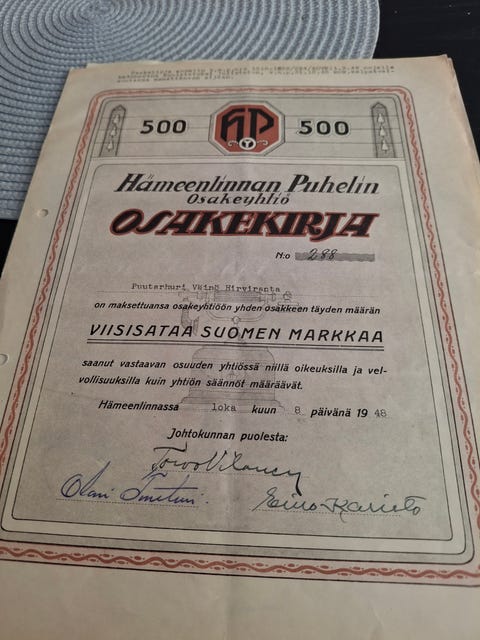 500 HP 500
Hämeenlinnan Puhelin
Osakeyhtiö
OSAKEKIRJA
N:o 288
Puutarhuri Väinö Hirviranta
on maksettuansa osakeyhtiöön yhden osakkeen täyden määrän
VIISISATAA SUOMEN MARKKAA
saanut vastaavan osuuden yhtiössä niillä oikeuksilla ja vel-
vollisuuksilla kuin yhtiön säännöt määräävät.
Hämeenlinnassa loka kuun 8 päivänä 1948
Johtokunnan puolesta: